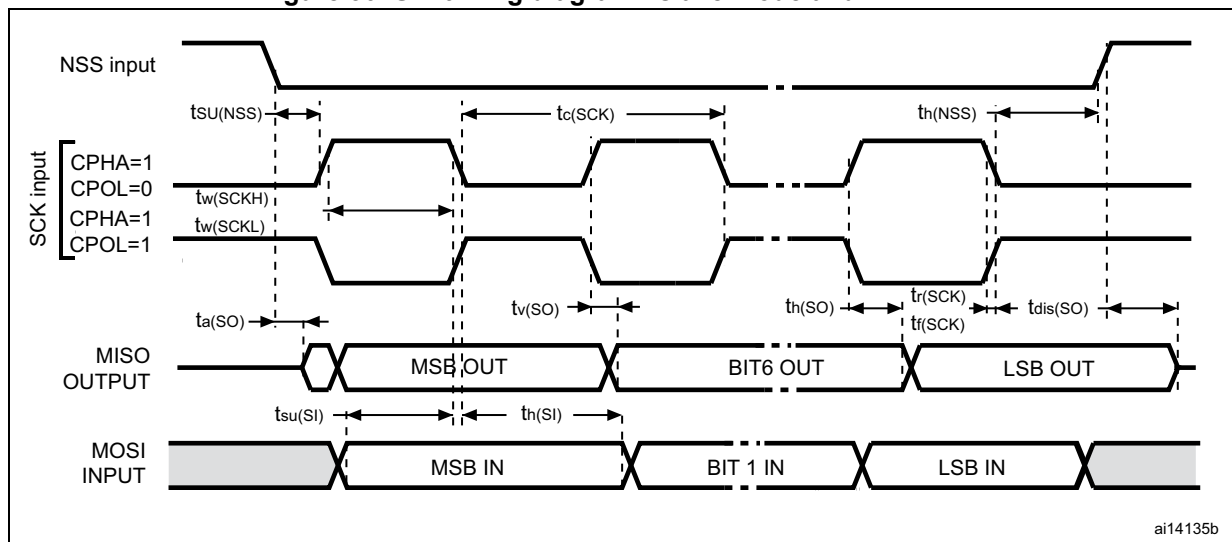 NSS input
tSU(NSS)
tc(SCK)
th(NSS)
SCK input
CPHA=1
CPOL=0
tw(SCKH)
CPHA=1
tw(SCKL)
CPOL=1
ta(SO)
tv(SO)
th(SO)
tr(SCK)
tf(SCK)
tdis(SO)
MISO
OUTPUT
MSB OUT
BIT6 OUT
LSB OUT
tsu(SI)
th(SI)
MOSI
INPUT
MSB IN
BIT 1 IN
LSB IN
ai14135b